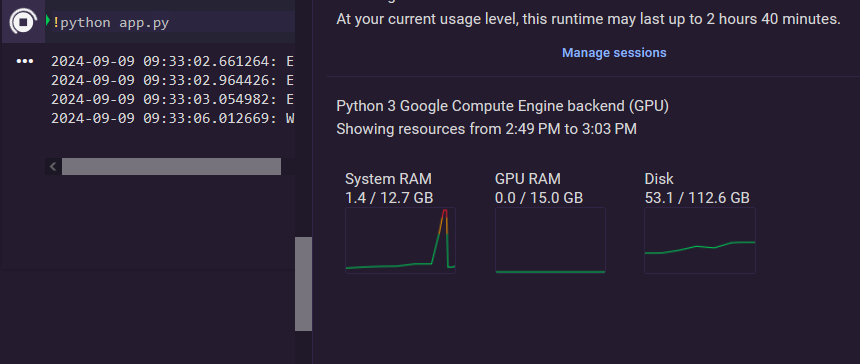 !python app.py
2024-09-09 09:33:02.661264: E
2024-09-09 09:33:02.964426: E
2024-09-09 09:33:03.054982: E
2024-09-09 09:33:06.012669: W
At your current usage level, this runtime may last up to 2 hours 40 minutes.
Manage sessions
Python 3 Google Compute Engine backend (GPU)
Showing resources from 2:49 PM to 3:03 PM
System RAM
1.4 / 12.7 GB
GPU RAM
0.0 / 15.0 GB
Disk
53.1 / 112.6 GB